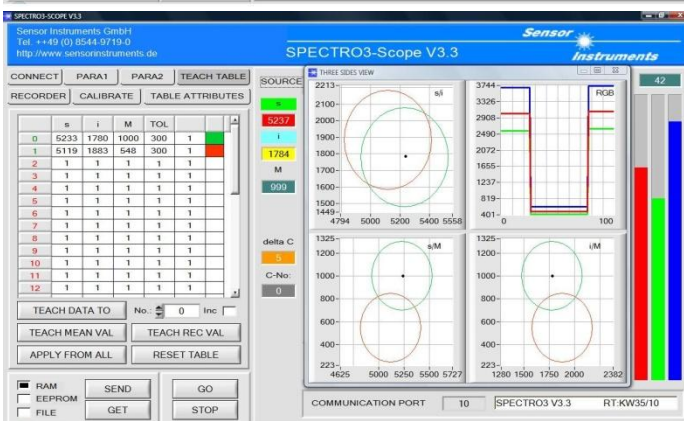 SPECTRO3-SCOPE V3.3
Sensor Instruments GmbH
Tel. ++49 (0) 8544-9719-0
http://www.sensorinstruments.de
SPECTRO3-Scope V3.3
Sensor
Instruments
CONNECT PARA1 PARA2 TEACH TABLE
RECORDER CALIBRATE TABLE ATTRIBUTES
s i M TOL
0 5233 1780 1000 300 1
1 5119 1883 548 300 1
2 1 1 1 1 1
3 1 1 1 1 1
4 1 1 1 1 1
5 1 1 1 1 1
6 1 1 1 1 1
7 1 1 1 1 1
8 1 1 1 1 1
9 1 1 1 1 1
10 1 1 1 1 1
11 1 1 1 1 1
12 1 1 1 1 1
TEACH DATA TO No.: 0 Inc
TEACH MEAN VAL TEACH REC VAL
APPLY FROM ALL RESET TABLE
RAM
EEPROM
FILE
SEND GO
GET STOP
SOURCE
s
5237
i
1784
M
999
delta C
5
C-No:
0
THREE SIDES VIEW
s/i
2213
2100
2000
1900
1800
1700
1600
1500
1449
4794 5000 5200 5400 5558
RGB
3744
3326
2908
2490
2072
1655
1237
819
401
0 100
s/M
1325
1200
1000
800
600
400
223
4625 5000 5250 5500 5727
i/M
1325
1200
1000
800
600
400
223
1280 1500 1750 2000 2382
42
COMMUNICATION PORT 10 SPECTRO3 V3.3 RT:KW35/10